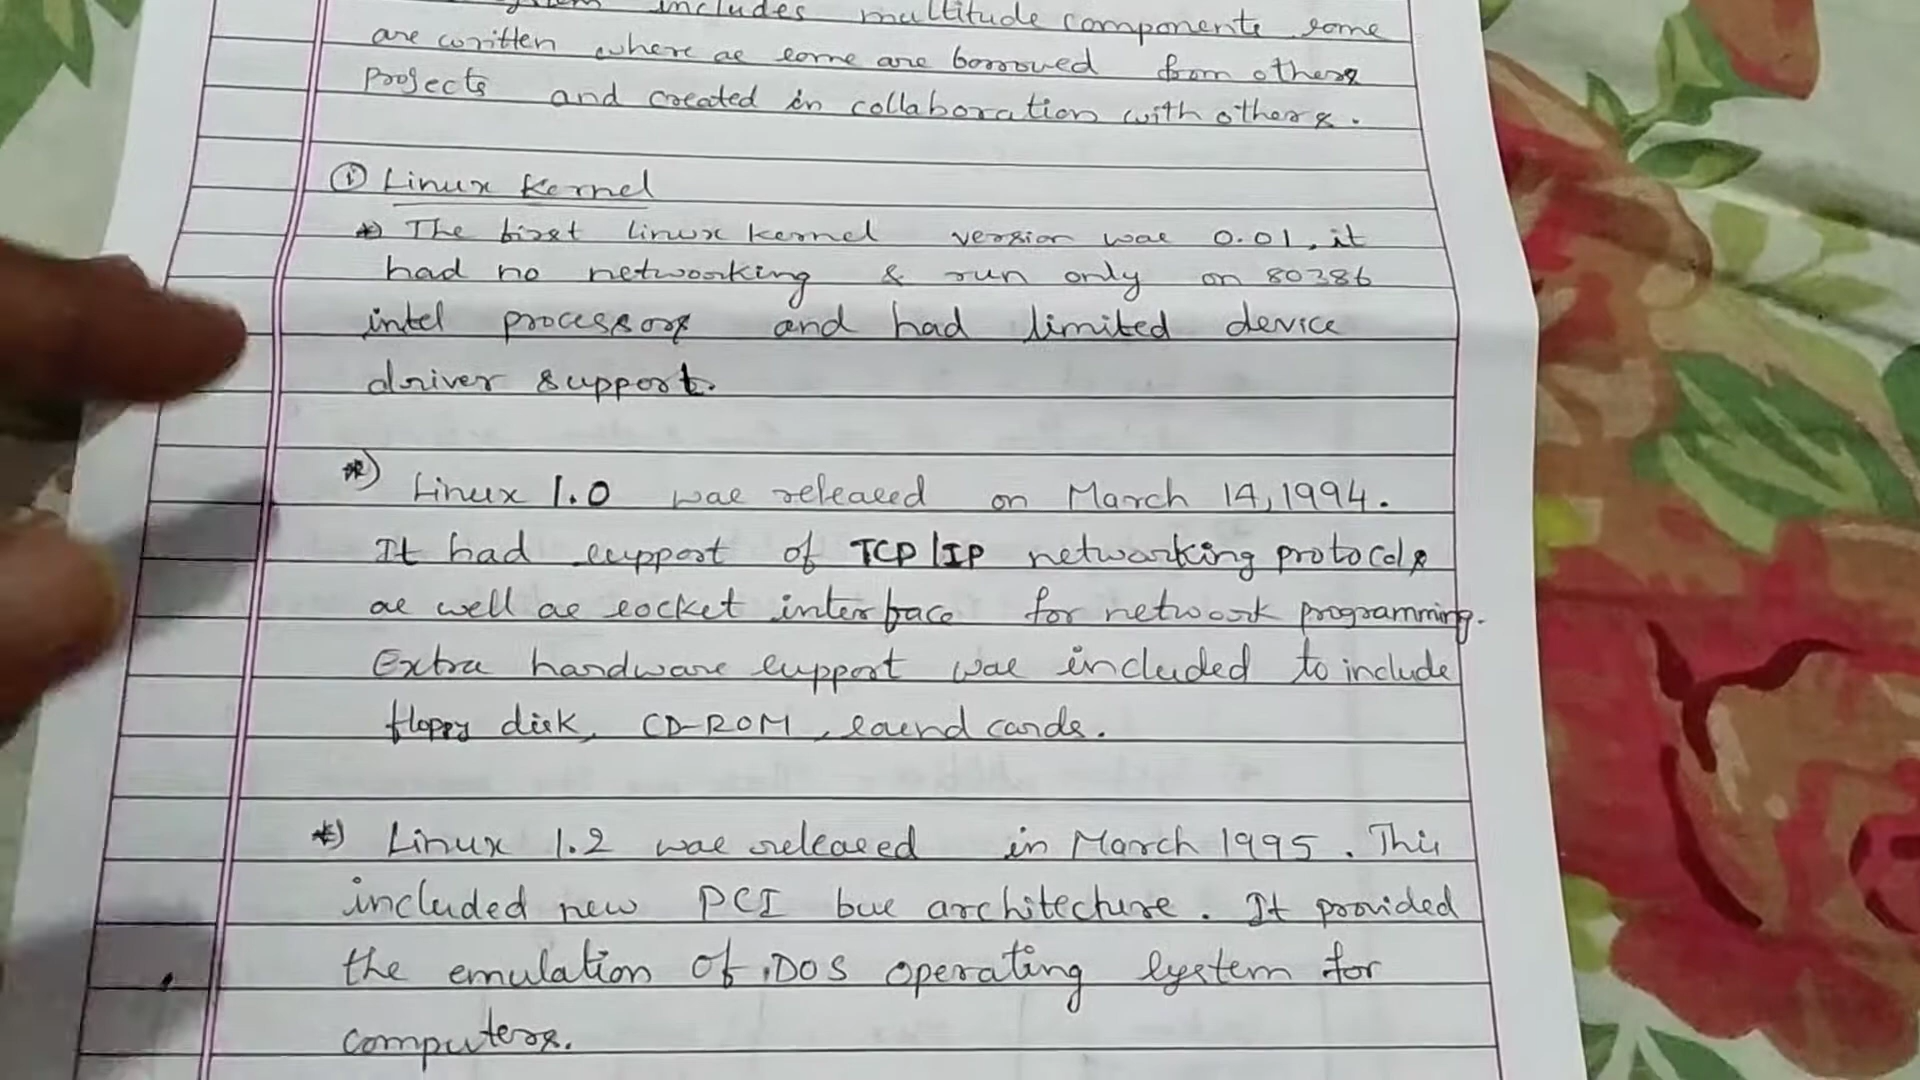 includes multitude components some
are written where as some are borrowed from others
projects and created in collaboration with others.
① Linux Kernel
*) The first linux kernel version was 0.01, it
had no networking & run only on 80386
intel processors and had limited device
driver support.
*) Linux 1.0 was released on March 14, 1994.
It had support of TCP/IP networking protocols
as well as socket interface for network programming.
Extra hardware support was included to include
floppy disk, CD-ROM, sound cards.
*) Linux 1.2 was released in March 1995. This
included new PCI bus architecture. It provided
the emulation of DOS operating system for
computers.